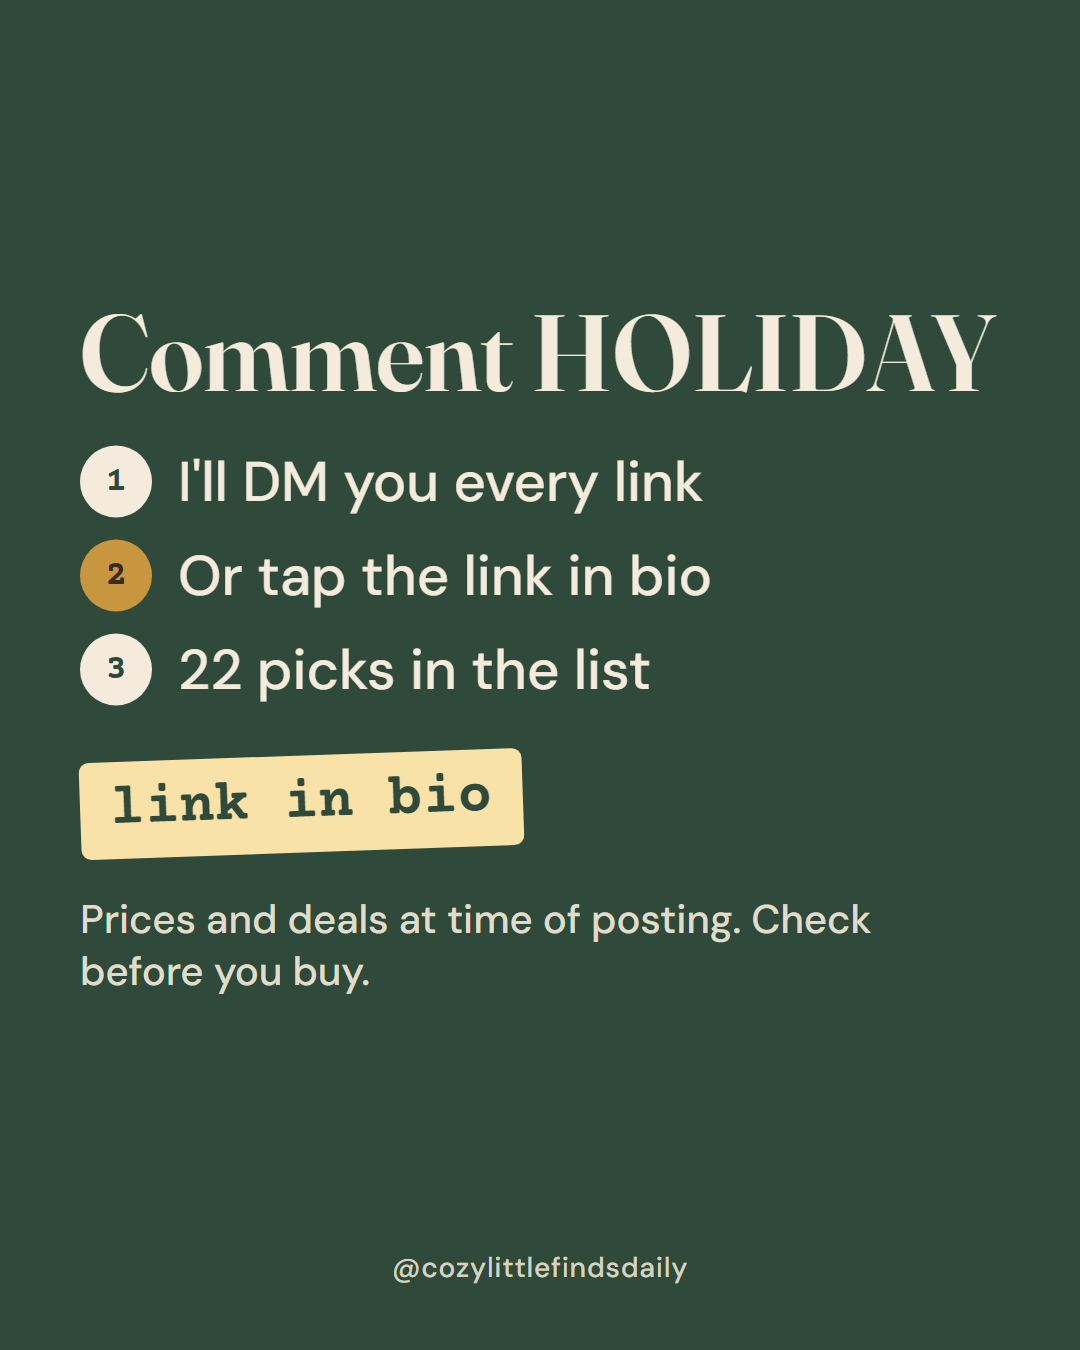 Comment HOLIDAY
1 I'll DM you every link
2 Or tap the link in bio
3 22 picks in the list
link in bio
Prices and deals at time of posting. Check
before you buy.
@cozylittlefindsdaily